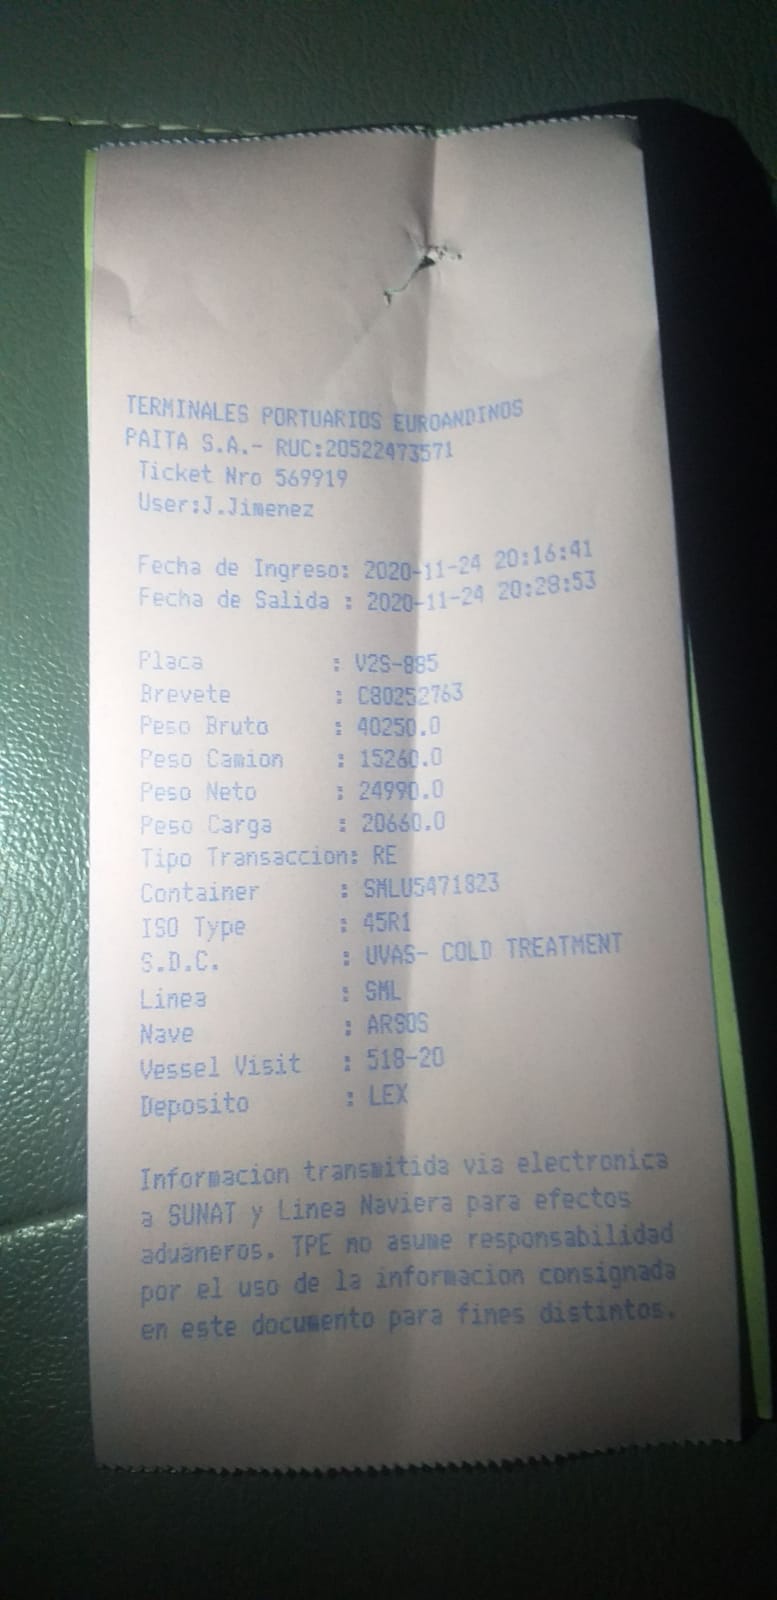 TERMINALES PORTUARIOS EUROANDINOS
PAITA S.A.- RUC:20522473571
Ticket Nro 569919
User:J.Jimenez
Fecha de Ingreso: 2020-11-24 20:16:41
Fecha de Salida : 2020-11-24 20:28:53
Placa : V2S-885
Brevete : C80252763
Peso Bruto : 40250.0
Peso Camion : 15260.0
Peso Neto : 24990.0
Peso Carga : 20660.0
Tipo Transaccion: RE
Container : SMLU5471823
ISO Type : 45R1
S.D.C. : UVAS- COLD TREATMENT
Linea : SML
Nave : ARSOS
Vessel Visit : 518-20
Deposito : LEX
Informacion transmitida via electronica
a SUNAT y Linea Naviera para efectos
aduaneros. TPE no asume responsabilidad
por el uso de la informacion consignada
en este documento para fines distintos.